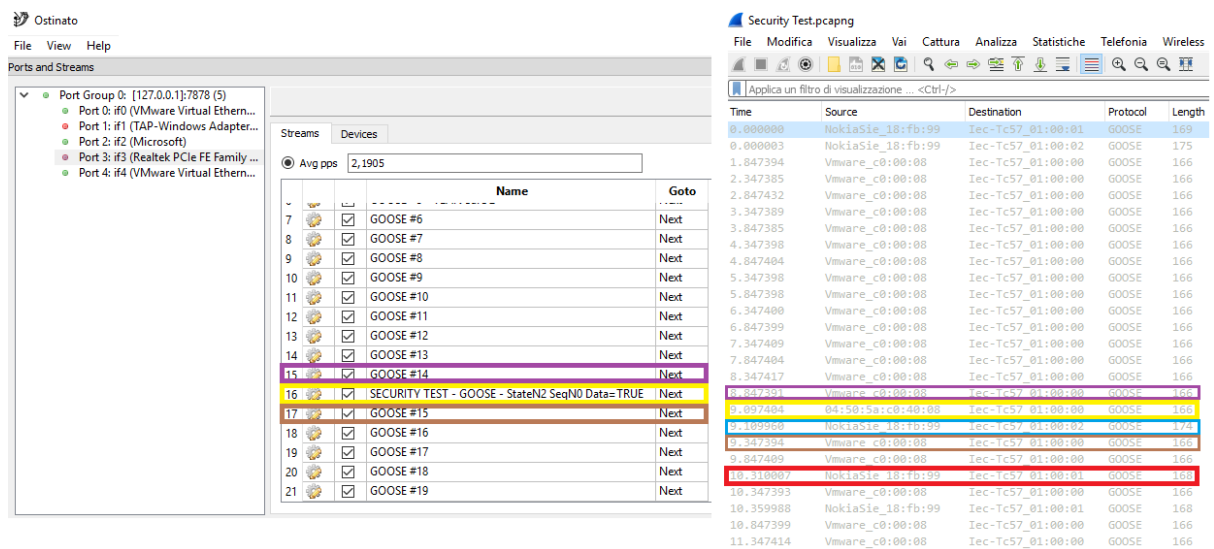 Ostinato
File View Help
Ports and Streams
Port Group 0: [127.0.0.1]:7878 (5)
Port 0: if0 (VMware Virtual Ethern...
Port 1: if1 (TAP-Windows Adapter...
Port 2: if2 (Microsoft)
Port 3: if3 (Realtek PCIe FE Family ...
Port 4: if4 (VMware Virtual Ethern...
Streams Devices
Avg pps 2,1905
Name Goto
7 GOOSE #6 Next
8 GOOSE #7 Next
9 GOOSE #8 Next
10 GOOSE #9 Next
11 GOOSE #10 Next
12 GOOSE #11 Next
13 GOOSE #12 Next
14 GOOSE #13 Next
15 GOOSE #14 Next
16 SECURITY TEST - GOOSE - StateN2 SeqN0 Data=TRUE Next
17 GOOSE #15 Next
18 GOOSE #16 Next
19 GOOSE #17 Next
20 GOOSE #18 Next
21 GOOSE #19 Next
Security Test.pcapng
File Modifica Visualizza Vai Cattura Analizza Statistiche Telefonia Wireless
Applica un filtro di visualizzazione ... <Ctrl-/>
Time Source Destination Protocol Length
0.000000 NokiaSie_18:fb:99 Iec-Tc57_01:00:01 GOOSE 169
0.000003 NokiaSie_18:fb:99 Iec-Tc57_01:00:02 GOOSE 175
1.847394 Vmware_c0:00:08 Iec-Tc57_01:00:00 GOOSE 166
2.347385 Vmware_c0:00:08 Iec-Tc57_01:00:00 GOOSE 166
2.847432 Vmware_c0:00:08 Iec-Tc57_01:00:00 GOOSE 166
3.347389 Vmware_c0:00:08 Iec-Tc57_01:00:00 GOOSE 166
3.847385 Vmware_c0:00:08 Iec-Tc57_01:00:00 GOOSE 166
4.347398 Vmware_c0:00:08 Iec-Tc57_01:00:00 GOOSE 166
4.847404 Vmware_c0:00:08 Iec-Tc57_01:00:00 GOOSE 166
5.347398 Vmware_c0:00:08 Iec-Tc57_01:00:00 GOOSE 166
5.847398 Vmware_c0:00:08 Iec-Tc57_01:00:00 GOOSE 166
6.347400 Vmware_c0:00:08 Iec-Tc57_01:00:00 GOOSE 166
6.847399 Vmware_c0:00:08 Iec-Tc57_01:00:00 GOOSE 166
7.347409 Vmware_c0:00:08 Iec-Tc57_01:00:00 GOOSE 166
7.847404 Vmware_c0:00:08 Iec-Tc57_01:00:00 GOOSE 166
8.347417 Vmware_c0:00:08 Iec-Tc57_01:00:00 GOOSE 166
8.847391 Vmware_c0:00:08 Iec-Tc57_01:00:00 GOOSE 166
9.097404 04:50:5a:c0:40:08 Iec-Tc57_01:00:00 GOOSE 166
9.109960 NokiaSie_18:fb:99 Iec-Tc57_01:00:02 GOOSE 174
9.347394 Vmware_c0:00:08 Iec-Tc57_01:00:00 GOOSE 166
9.847409 Vmware_c0:00:08 Iec-Tc57_01:00:00 GOOSE 166
10.310007 NokiaSie_18:fb:99 Iec-Tc57_01:00:01 GOOSE 168
10.347393 Vmware_c0:00:08 Iec-Tc57_01:00:00 GOOSE 166
10.359988 NokiaSie_18:fb:99 Iec-Tc57_01:00:01 GOOSE 168
10.847399 Vmware_c0:00:08 Iec-Tc57_01:00:00 GOOSE 166
11.347414 Vmware_c0:00:08 Iec-Tc57_01:00:00 GOOSE 166